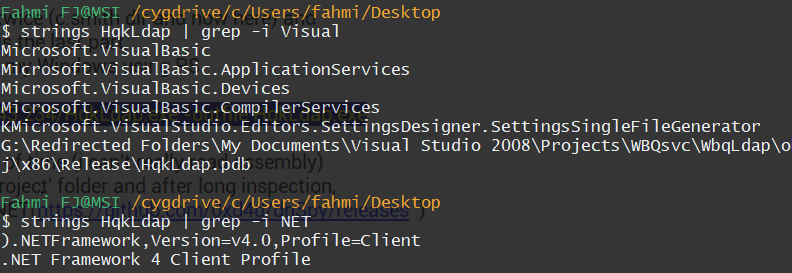 Fahmi FJ@MSI /cygdrive/c/Users/fahmi/Desktop
$ strings HqkLdap | grep -i Visual
Microsoft.VisualBasic
Microsoft.VisualBasic.ApplicationServices
Microsoft.VisualBasic.Devices
Microsoft.VisualBasic.CompilerServices
KMicrosoft.VisualStudio.Editors.SettingsDesigner.SettingsSingleFileGenerator
G:\Redirected Folders\My Documents\Visual Studio 2008\Projects\WBQsvc\WbqLdap\o
j\x86\Release\HqkLdap.pdb
Fahmi FJ@MSI /cygdrive/c/Users/fahmi/Desktop
$ strings HqkLdap | grep -i NET
).NETFramework,Version=v4.0,Profile=Client
.NET Framework 4 Client Profile